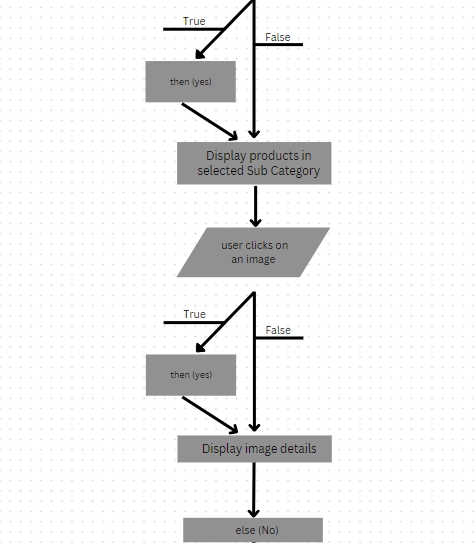 True
False
then (yes)
Display products in
selected Sub Category
user clicks on
an image
True
False
then (yes)
Display image details
else (No)